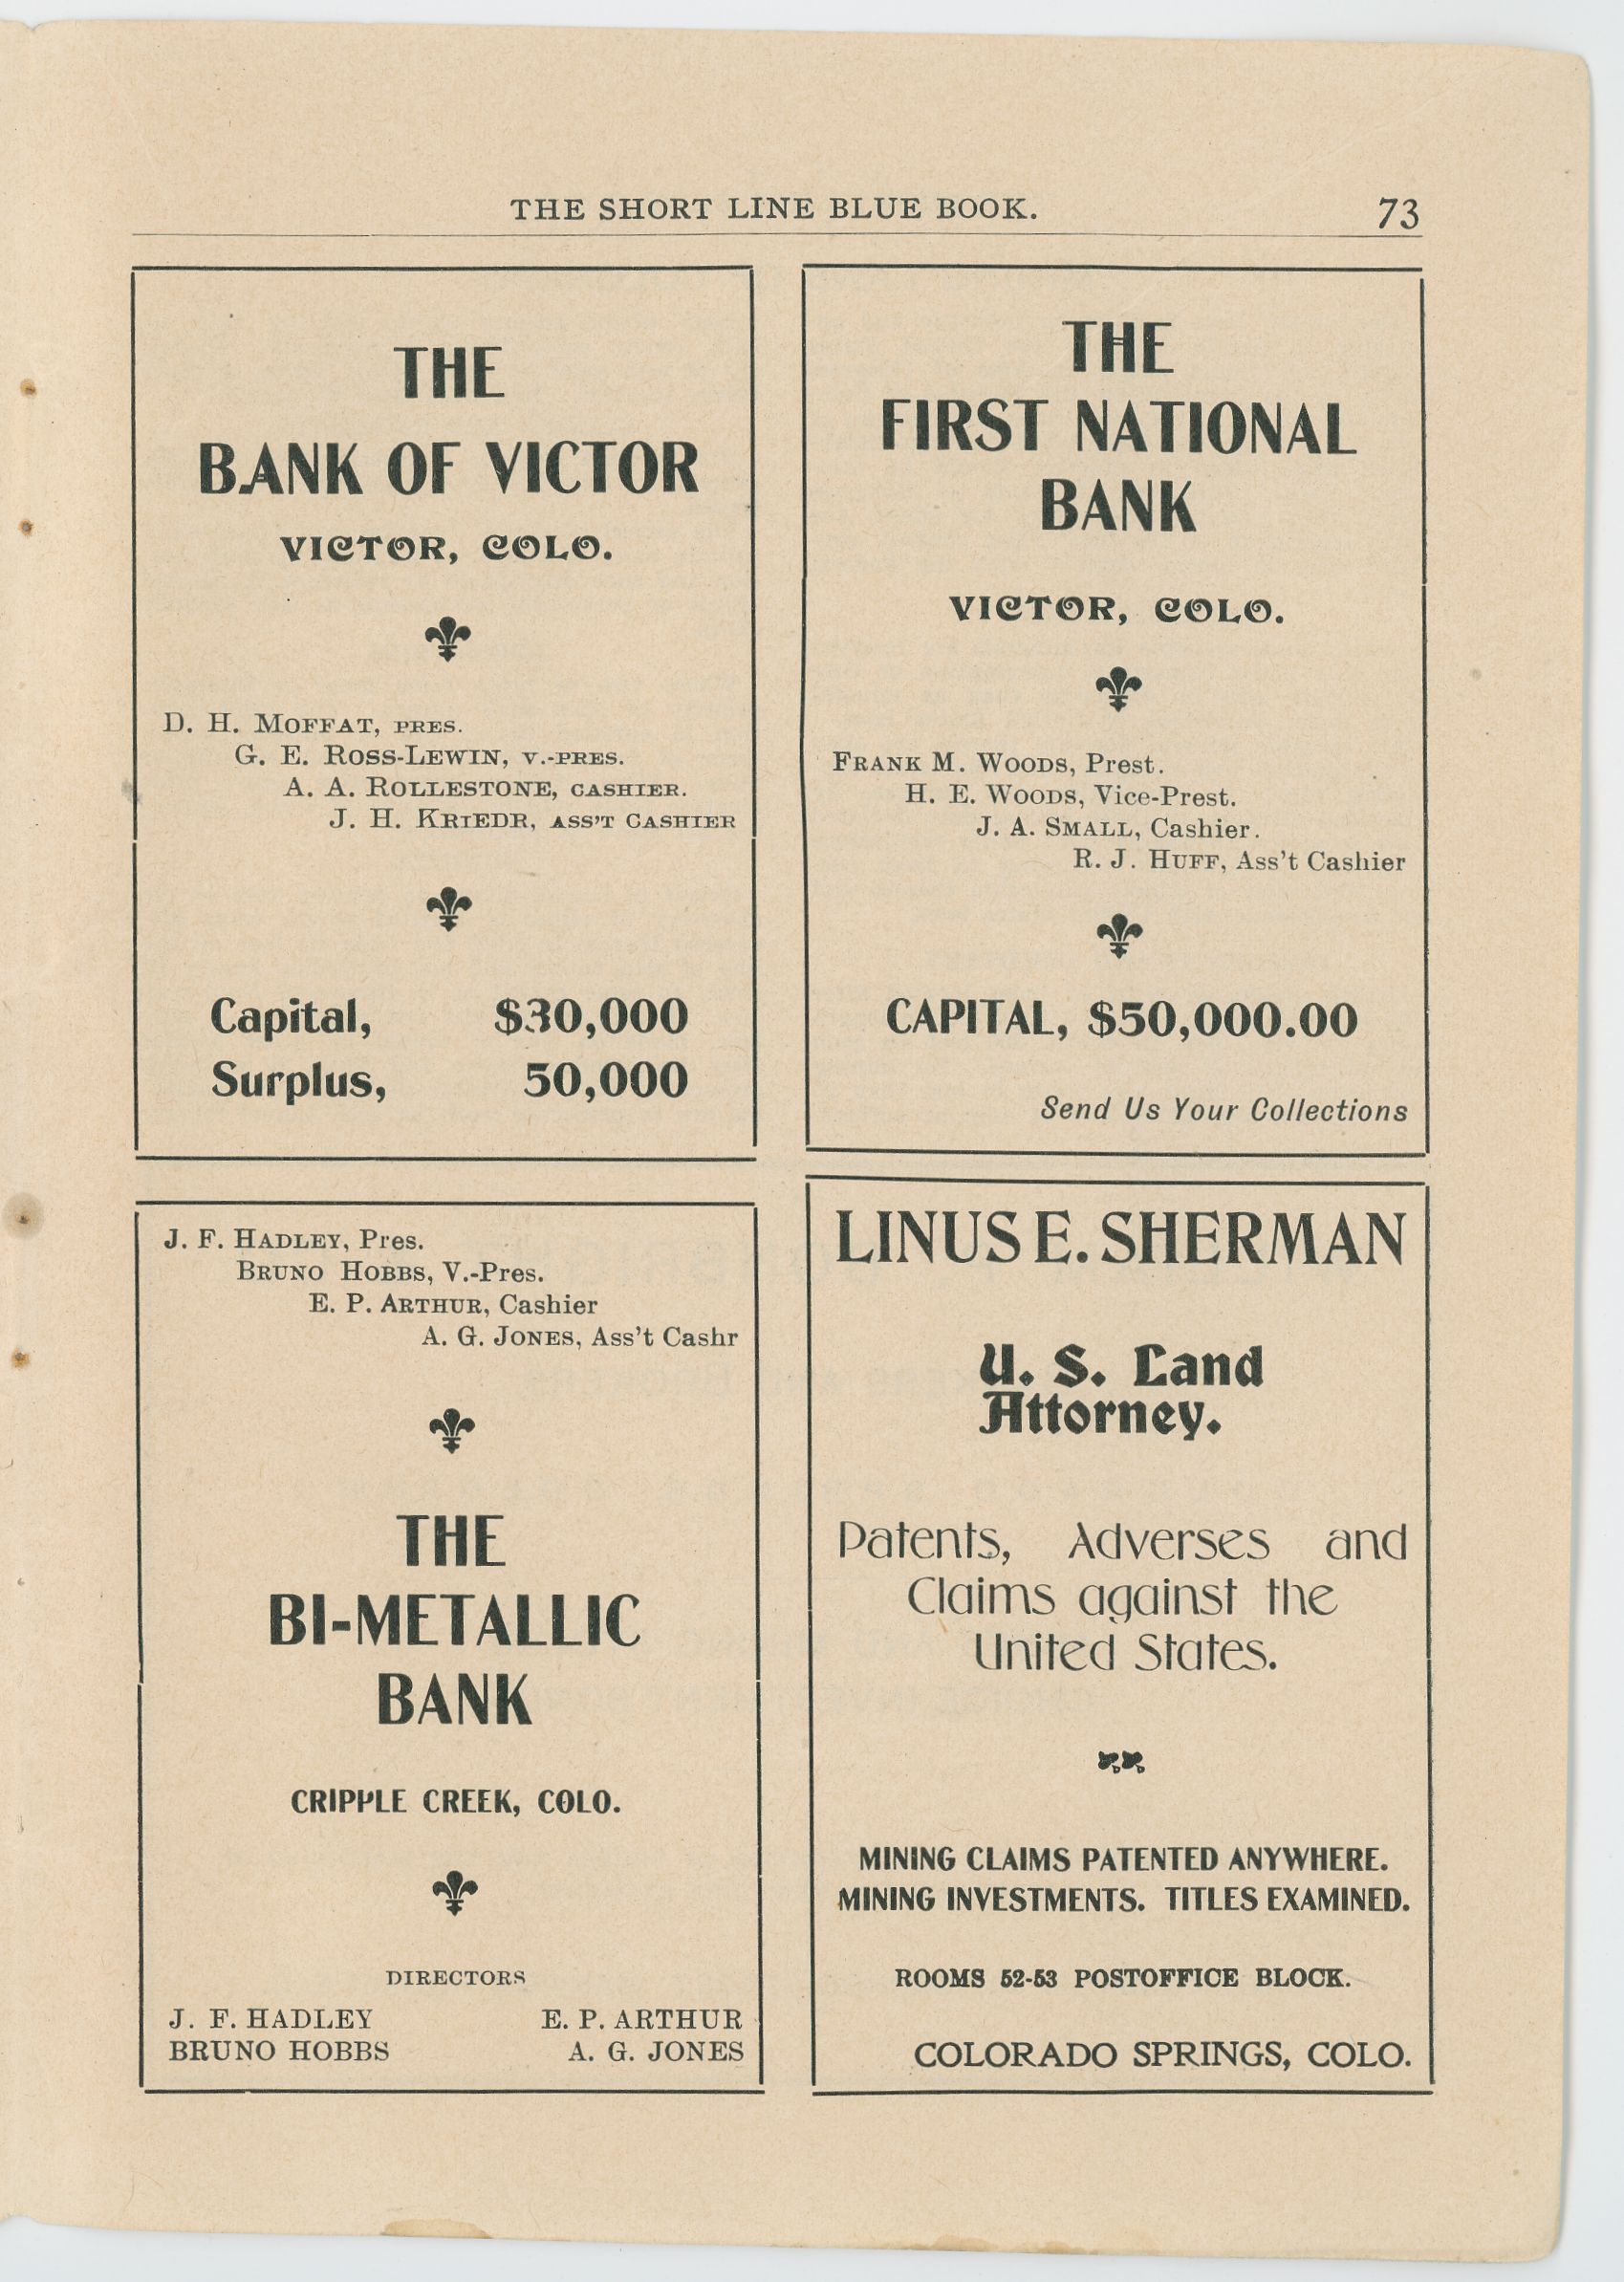 THE SHORT LINE BLUE BOOK.
73
THE
BANK OF VICTOR
VICTOR, COLO.
D. H. MOFFAT, PRES.
G. E. ROSS-LEWIN, V.-PRES.
A. A. ROLLESTONE, CASHIER.
J. H. KRIEDR, ASS'T CASHIER
Capital, $30,000
Surplus, 50,000
THE
FIRST NATIONAL
BANK
VICTOR, COLO.
FRANK M. WOODS, Prest.
H. E. WOODS, Vice-Prest.
J. A. SMALL, Cashier.
R. J. HUFF, Ass't Cashier
CAPITAL, $50,000.00
Send Us Your Collections
J. F. HADLEY, Pres.
BRUNO HOBBS, V.-Pres.
E. P. ARTHUR, Cashier
A. G. JONES, Ass't Cashr
THE
BI-METALLIC
BANK
CRIPPLE CREEK, COLO.
DIRECTORS
J. F. HADLEY E. P. ARTHUR
BRUNO HOBBS A. G. JONES
LINUS E. SHERMAN
U. S. Land
Attorney.
Patents, Adverses and
Claims against the
United States.
MINING CLAIMS PATENTED ANYWHERE.
MINING INVESTMENTS. TITLES EXAMINED.
ROOMS 52-53 POSTOFFICE BLOCK.
COLORADO SPRINGS, COLO.